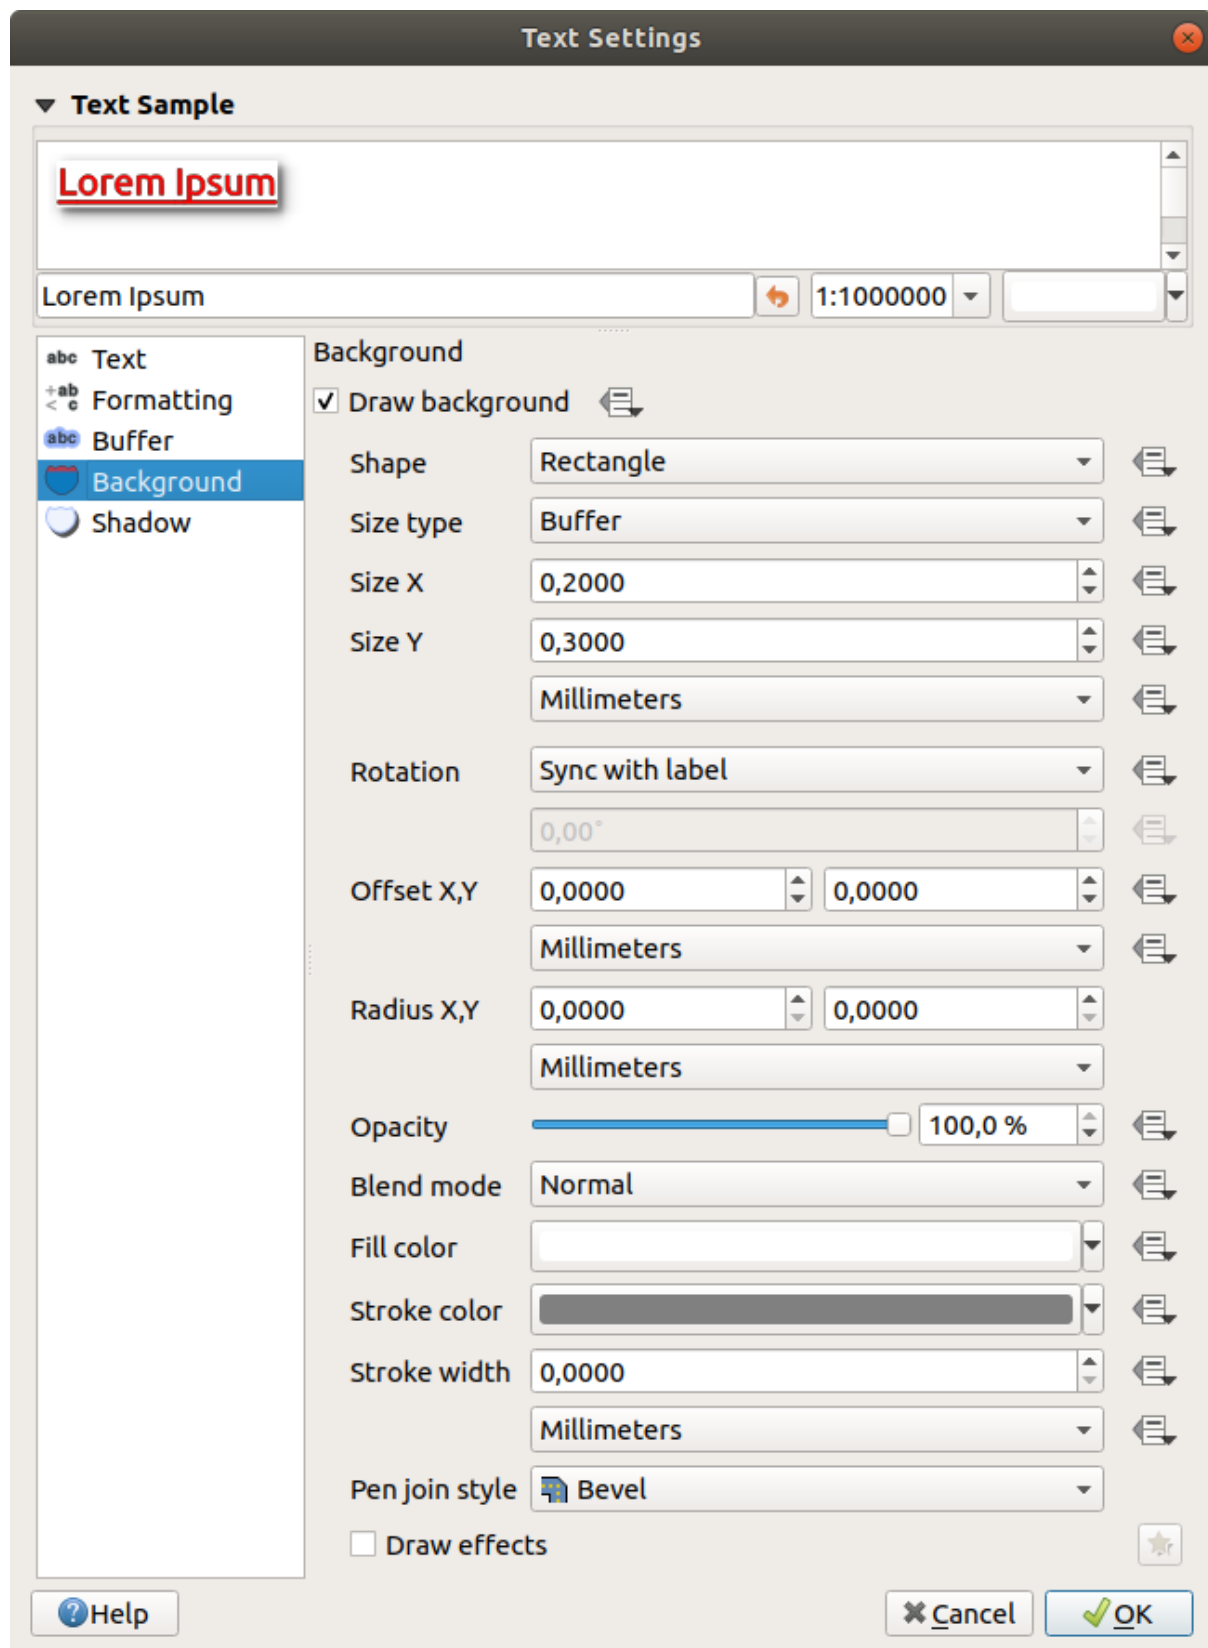 Text Settings
Text Sample
Lorem Ipsum
Lorem Ipsum 1:1000000
abc Text
+ab < c Formatting
abc Buffer
Background
Shadow
Background
Draw background
Shape Rectangle
Size type Buffer
Size X 0,2000
Size Y 0,3000
Millimeters
Rotation Sync with label
0,00°
Offset X,Y 0,0000 0,0000
Millimeters
Radius X,Y 0,0000 0,0000
Millimeters
Opacity 100,0 %
Blend mode Normal
Fill color
Stroke color
Stroke width 0,0000
Millimeters
Pen join style Bevel
Draw effects
Help Cancel OK